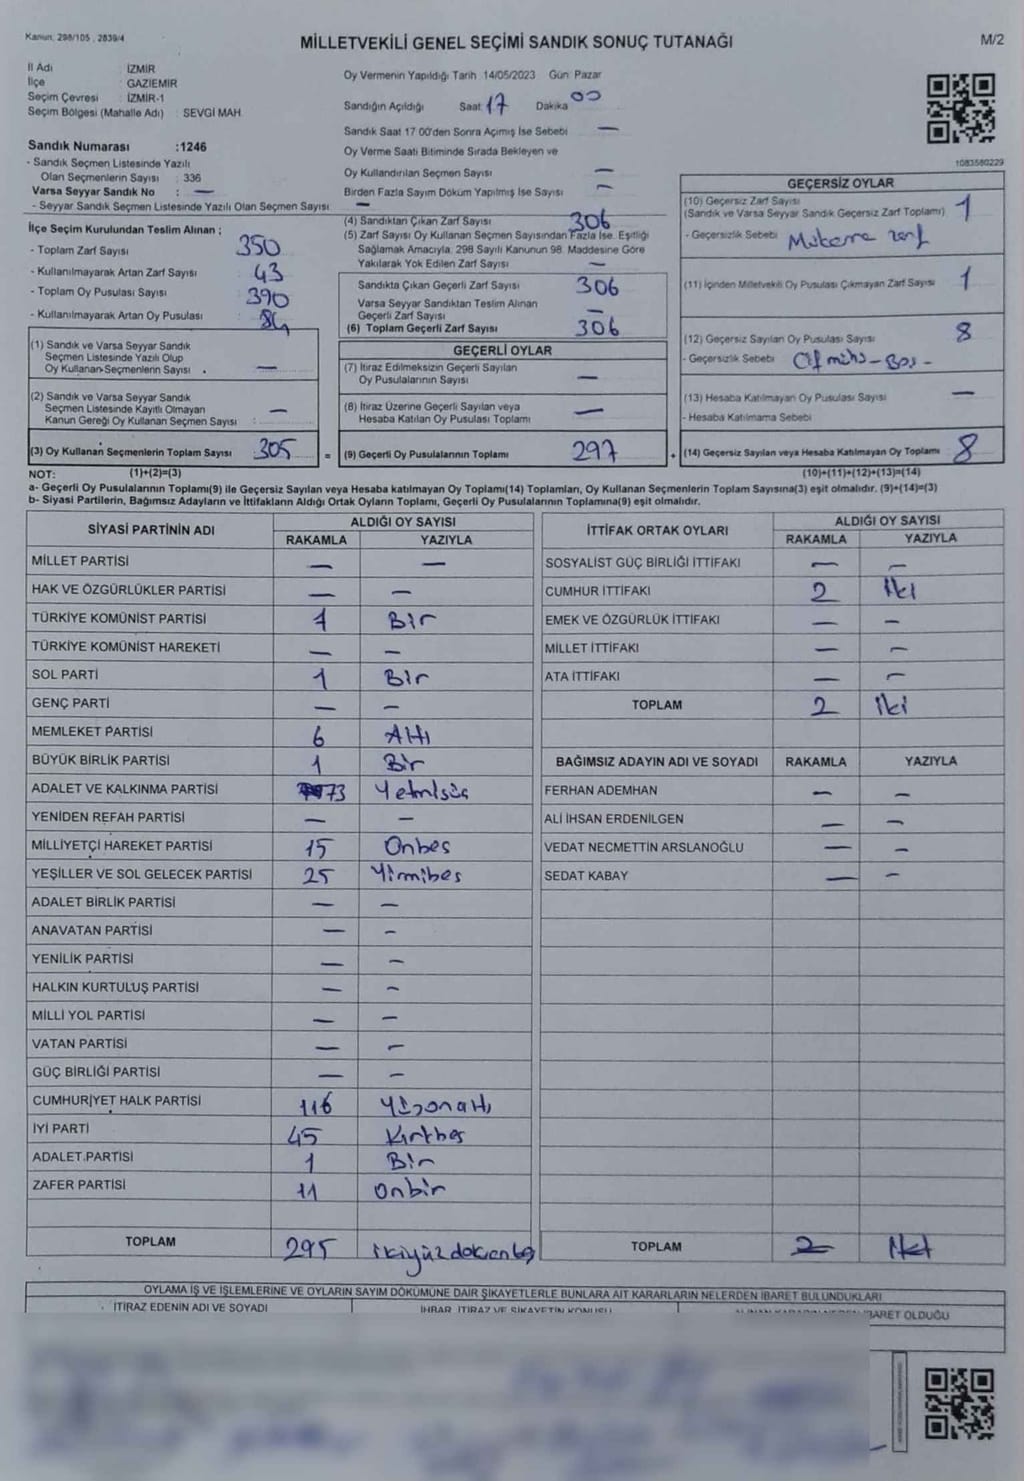 Kanun: 298/105 , 2839/4
MİLLETVEKİLİ GENEL SEÇİMİ SANDIK SONUÇ TUTANAĞI
M/2
İl Adı : İZMİR
İlçe : GAZİEMİR
Seçim Çevresi : İZMİR-1
Seçim Bölgesi (Mahalle Adı) : SEVGİ MAH.
Sandık Numarası :1246
- Sandık Seçmen Listesinde Yazılı
Olan Seçmenlerin Sayısı : 336
Varsa Seyyar Sandık No : —
- Seyyar Sandık Seçmen Listesinde Yazılı Olan Seçmen Sayısı : —
İlçe Seçim Kurulundan Teslim Alınan ;
- Toplam Zarf Sayısı : 350
- Kullanılmayarak Artan Zarf Sayısı : 43
- Toplam Oy Pusulası Sayısı : 390
- Kullanılmayarak Artan Oy Pusulası : 84
(1) Sandık ve Varsa Seyyar Sandık
Seçmen Listesinde Yazılı Olup
Oy Kullanan Seçmenlerin Sayısı . —
(2) Sandık ve Varsa Seyyar Sandık
Seçmen Listesinde Kayıtlı Olmayan
Kanun Gereği Oy Kullanan Seçmen Sayısı : —
(3) Oy Kullanan Seçmenlerin Toplam Sayısı 305
Oy Vermenin Yapıldığı Tarih 14/05/2023 Gün: Pazar
Sandığın Açıldığı Saat 17 Dakika 00
Sandık Saat 17 00'den Sonra Açımış İse Sebebi —
Oy Verme Saati Bitiminde Sırada Bekleyen ve
Oy Kullandırılan Seçmen Sayısı —
Birden Fazla Sayım Döküm Yapılmış İse Sayısı —
(4) Sandıktan Çıkan Zarf Sayısı 306
(5) Zarf Sayısı Oy Kullanan Seçmen Sayısından Fazla İse, Eşitliği
Sağlamak Amacıyla, 298 Sayılı Kanunun 98. Maddesine Göre
Yakılarak Yok Edilen Zarf Sayısı —
Sandıkta Çıkan Geçerli Zarf Sayısı 306
Varsa Seyyar Sandıktan Teslim Alınan
Geçerli Zarf Sayısı —
(6) Toplam Geçerli Zarf Sayısı 306
GEÇERLİ OYLAR
(7) İtiraz Edilmeksizin Geçerli Sayılan
Oy Pusulalarının Sayısı —
(8) İtiraz Üzerine Geçerli Sayılan veya
Hesaba Katılan Oy Pusulası Toplamı —
= (9) Geçerli Oy Pusulalarının Toplamı 297
1083580229
GEÇERSİZ OYLAR
(10) Geçersiz Zarf Sayısı
(Sandık ve Varsa Seyyar Sandık Geçersiz Zarf Toplamı) 1
- Geçersizlik Sebebi zarf
(11) İçinden Milletvekili Oy Pusulası Çıkmayan Zarf Sayısı 1
(12) Geçersiz Sayılan Oy Pusulası Sayısı 8
- Geçersizlik Sebebi - Boş -
(13) Hesaba Katılmayan Oy Pusulası Sayısı —
- Hesaba Katılmama Sebebi
+ (14) Geçersiz Sayılan veya Hesaba Katılmayan Oy Toplamı 8
NOT: (1)+(2)=(3) (10)+(11)+(12)+(13)=(14)
a- Geçerli Oy Pusulalarının Toplamı(9) ile Geçersiz Sayılan veya Hesaba katılmayan Oy Toplamı(14) Toplamları, Oy Kullanan Seçmenlerin Toplam Sayısına(3) eşit olmalıdır. (9)+(14)=(3)
b- Siyasi Partilerin, Bağımsız Adayların ve İttifakların Aldığı Ortak Oyların Toplamı, Geçerli Oy Pusulalarının Toplamına(9) eşit olmalıdır.
SİYASİ PARTİNİN ADI ALDIĞI OY SAYISI
RAKAMLA YAZIYLA
MİLLET PARTİSİ — —
HAK VE ÖZGÜRLÜKLER PARTİSİ — —
TÜRKİYE KOMÜNİST PARTİSİ 1 Bir
TÜRKİYE KOMÜNİST HAREKETİ — —
SOL PARTİ 1 Bir
GENÇ PARTİ — —
MEMLEKET PARTİSİ 6 Altı
BÜYÜK BİRLİK PARTİSİ 1 Bir
ADALET VE KALKINMA PARTİSİ 73 Yetmisüç
YENİDEN REFAH PARTİSİ — —
MİLLİYETÇİ HAREKET PARTİSİ 15 Onbes
YEŞİLLER VE SOL GELECEK PARTİSİ 25 Yirmibes
ADALET BİRLİK PARTİSİ — —
ANAVATAN PARTİSİ — —
YENİLİK PARTİSİ — —
HALKIN KURTULUŞ PARTİSİ — —
MİLLİ YOL PARTİSİ — —
VATAN PARTİSİ — —
GÜÇ BİRLİĞİ PARTİSİ — —
CUMHURİYET HALK PARTİSİ 116 Yüzonaltı
İYİ PARTİ 45 Kırkbes
ADALET PARTİSİ 1 Bir
ZAFER PARTİSİ 11 Onbir
TOPLAM 295 ikiyüzdoksanbeş
İTTİFAK ORTAK OYLARI ALDIĞI OY SAYISI
RAKAMLA YAZIYLA
SOSYALİST GÜÇ BİRLİĞİ İTTİFAKI — —
CUMHUR İTTİFAKI 2 İki
EMEK VE ÖZGÜRLÜK İTTİFAKI — —
MİLLET İTTİFAKI — —
ATA İTTİFAKI — —
TOPLAM 2 iki
BAĞIMSIZ ADAYIN ADI VE SOYADI RAKAMLA YAZIYLA
FERHAN ADEMHAN — —
ALİ İHSAN ERDENİLGEN — —
VEDAT NECMETTİN ARSLANOĞLU — —
SEDAT KABAY — —
TOPLAM 2 İki
OYLAMA İŞ VE İŞLEMLERİNE VE OYLARIN SAYIM DÖKÜMÜNE DAİR ŞİKAYETLERLE BUNLARA AİT KARARLARIN NELERDEN İBARET BULUNDUKLARI
İTİRAZ EDENİN ADI VE SOYADI İHBAR, İTİRAZ VE ŞİKAYETİN KONUSU ALINAN KARARIN NEDEN İBARET OLDUĞU